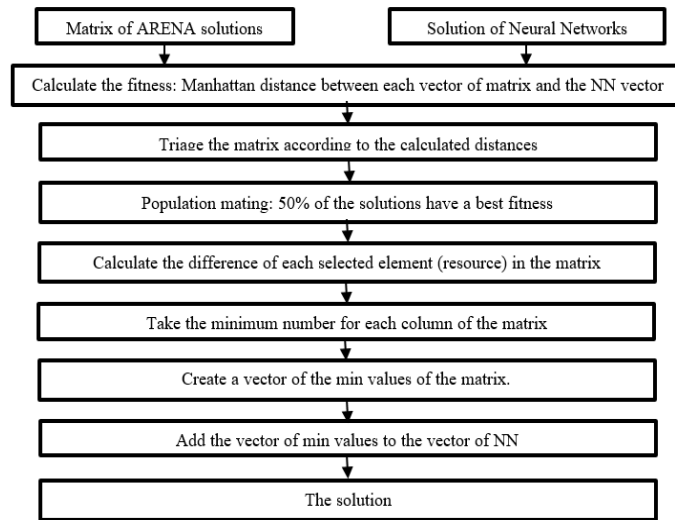 Matrix of ARENA solutions
Solution of Neural Networks
Calculate the fitness: Manhattan distance between each vector of matrix and the NN vector
Triage the matrix according to the calculated distances
Population mating: 50% of the solutions have a best fitness
Calculate the difference of each selected element (resource) in the matrix
Take the minimum number for each column of the matrix
Create a vector of the min values of the matrix.
Add the vector of min values to the vector of NN
The solution